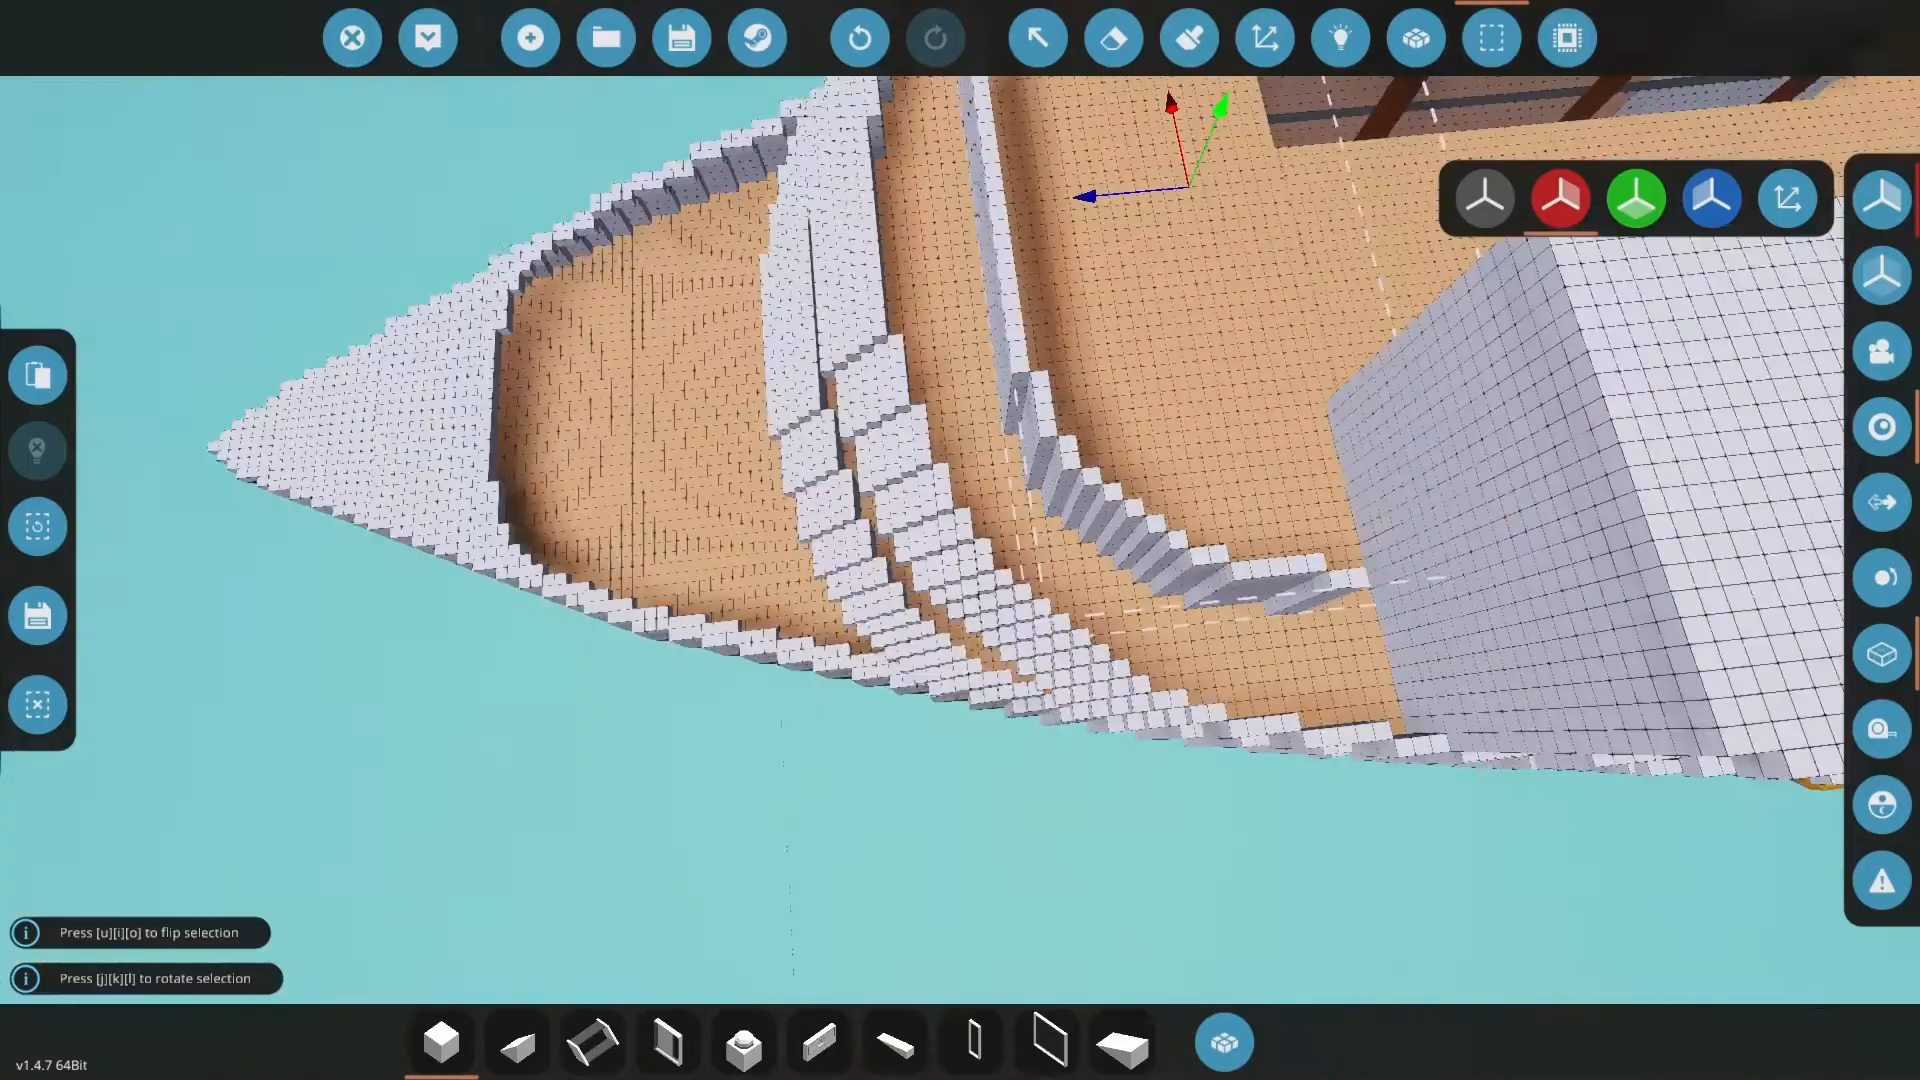 Press [u][i][o] to flip selection
Press [j][k][l] to rotate selection
v1.4.7 64Bit